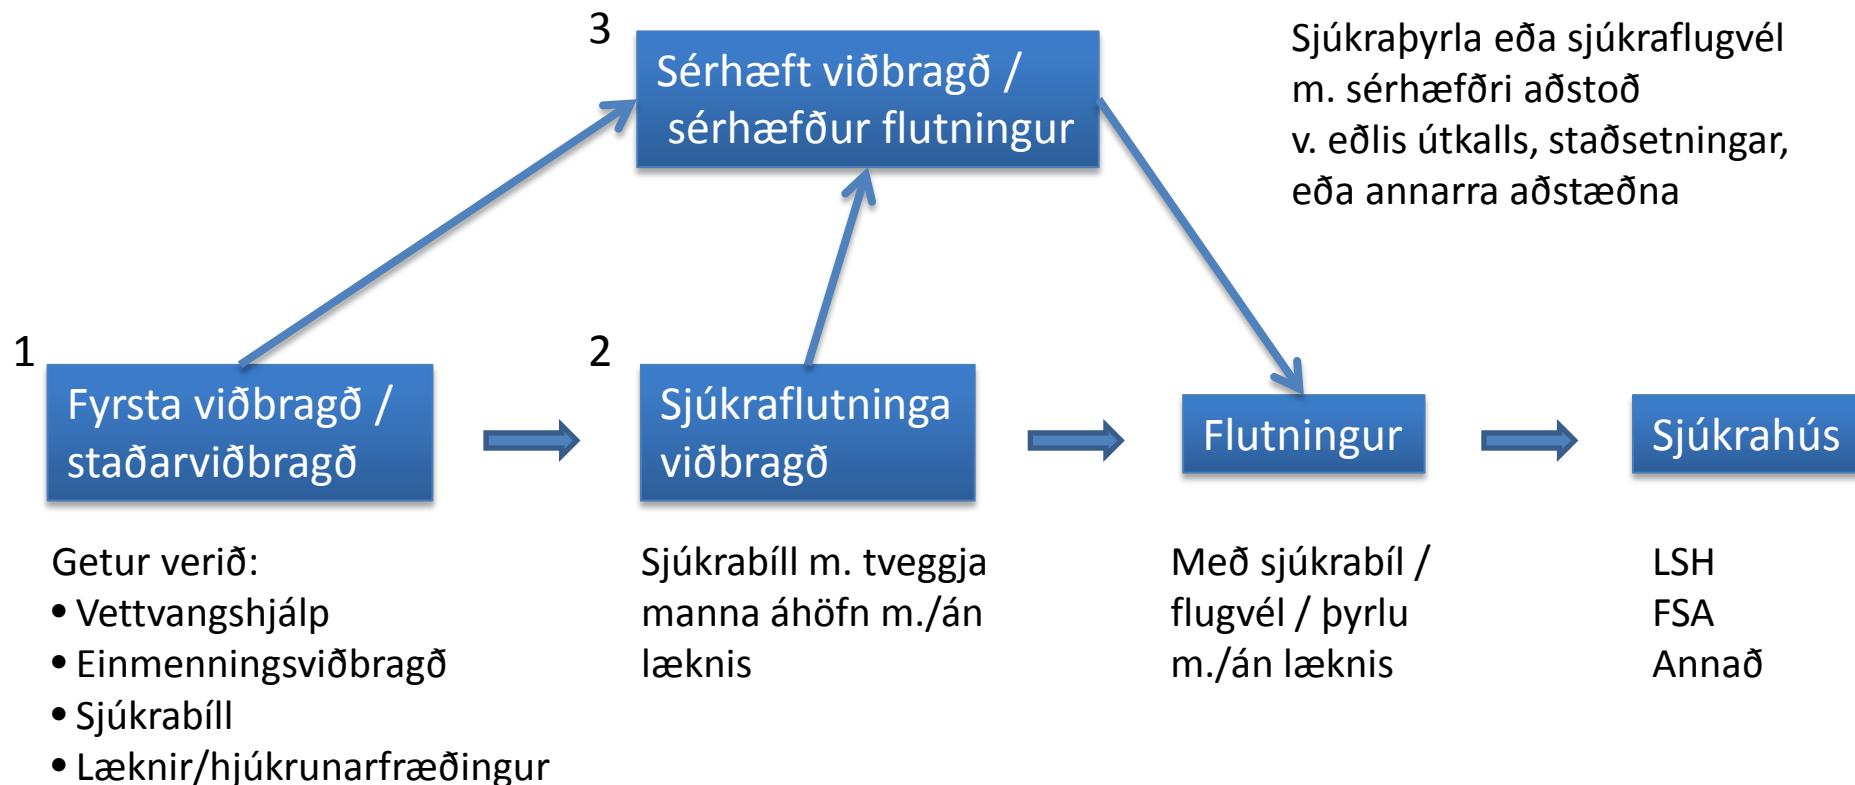 3
Sérhæft viðbragð /
sérhæfður flutningur
Sjúkraþyrla eða sjúkraflugvél
m. sérhæfðri aðstoð
v. eðlis útkalls, staðsetningar,
eða annarra aðstæðna
1
Fyrsta viðbragð /
staðarviðbragð
2
Sjúkraflutninga
viðbragð
Flutningur
Sjúkrahús
Getur verið:
• Vettvangshjálp
• Einmenningsviðbragð
• Sjúkrabíll
• Læknir/hjúkrunarfræðingur
Sjúkrabíll m. tveggja
manna áhöfn m./án
læknis
Með sjúkrabíl /
flugvél / þyrlu
m./án læknis
LSH
FSA
Annað